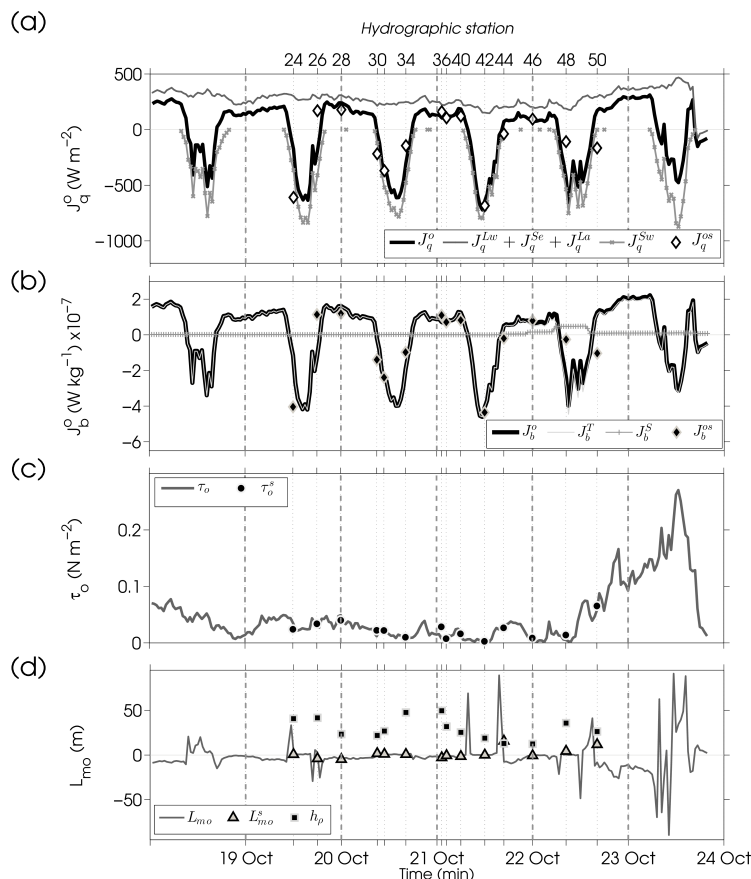 (a)
Hydrographic station
24 26 28 30 34 36 40 42 44 46 48 50
500
0
−500
−1000
J_q^o (W m^−2)
J_q^o J_q^Lw + J_q^Se + J_q^La J_q^Sw J_q^os
(b)
2
0
−2
−4
−6
J_b^o (W kg^−1) x10^−7
J_b^o J_b^T J_b^S J_b^os
(c)
τ_o τ_o^s
0.2
0.1
0
τ_o (N m^−2)
(d)
50
0
−50
L_mo (m)
L_mo L_mo^s h_ρ
19 Oct 20 Oct 21 Oct 22 Oct 23 Oct 24 Oct
Time (min)